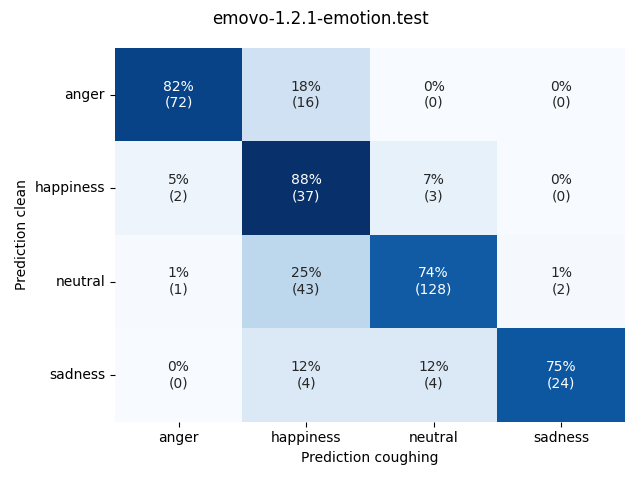 emovo-1.2.1-emotion.test
Prediction clean
anger
82% 18% 0% 0%
(72) (16) (0) (0)
happiness
5% 88% 7% 0%
(2) (37) (3) (0)
neutral
1% 25% 74% 1%
(1) (43) (128) (2)
sadness
0% 12% 12% 75%
(0) (4) (4) (24)
anger happiness neutral sadness
Prediction coughing